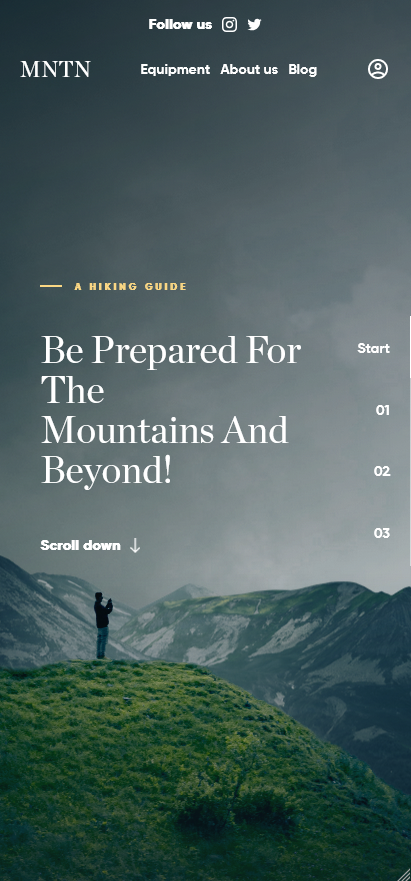 Follow us
MNTN
Equipment About us Blog
A HIKING GUIDE
Be Prepared For
The
Mountains And
Beyond!
Start
01
02
03
Scroll down